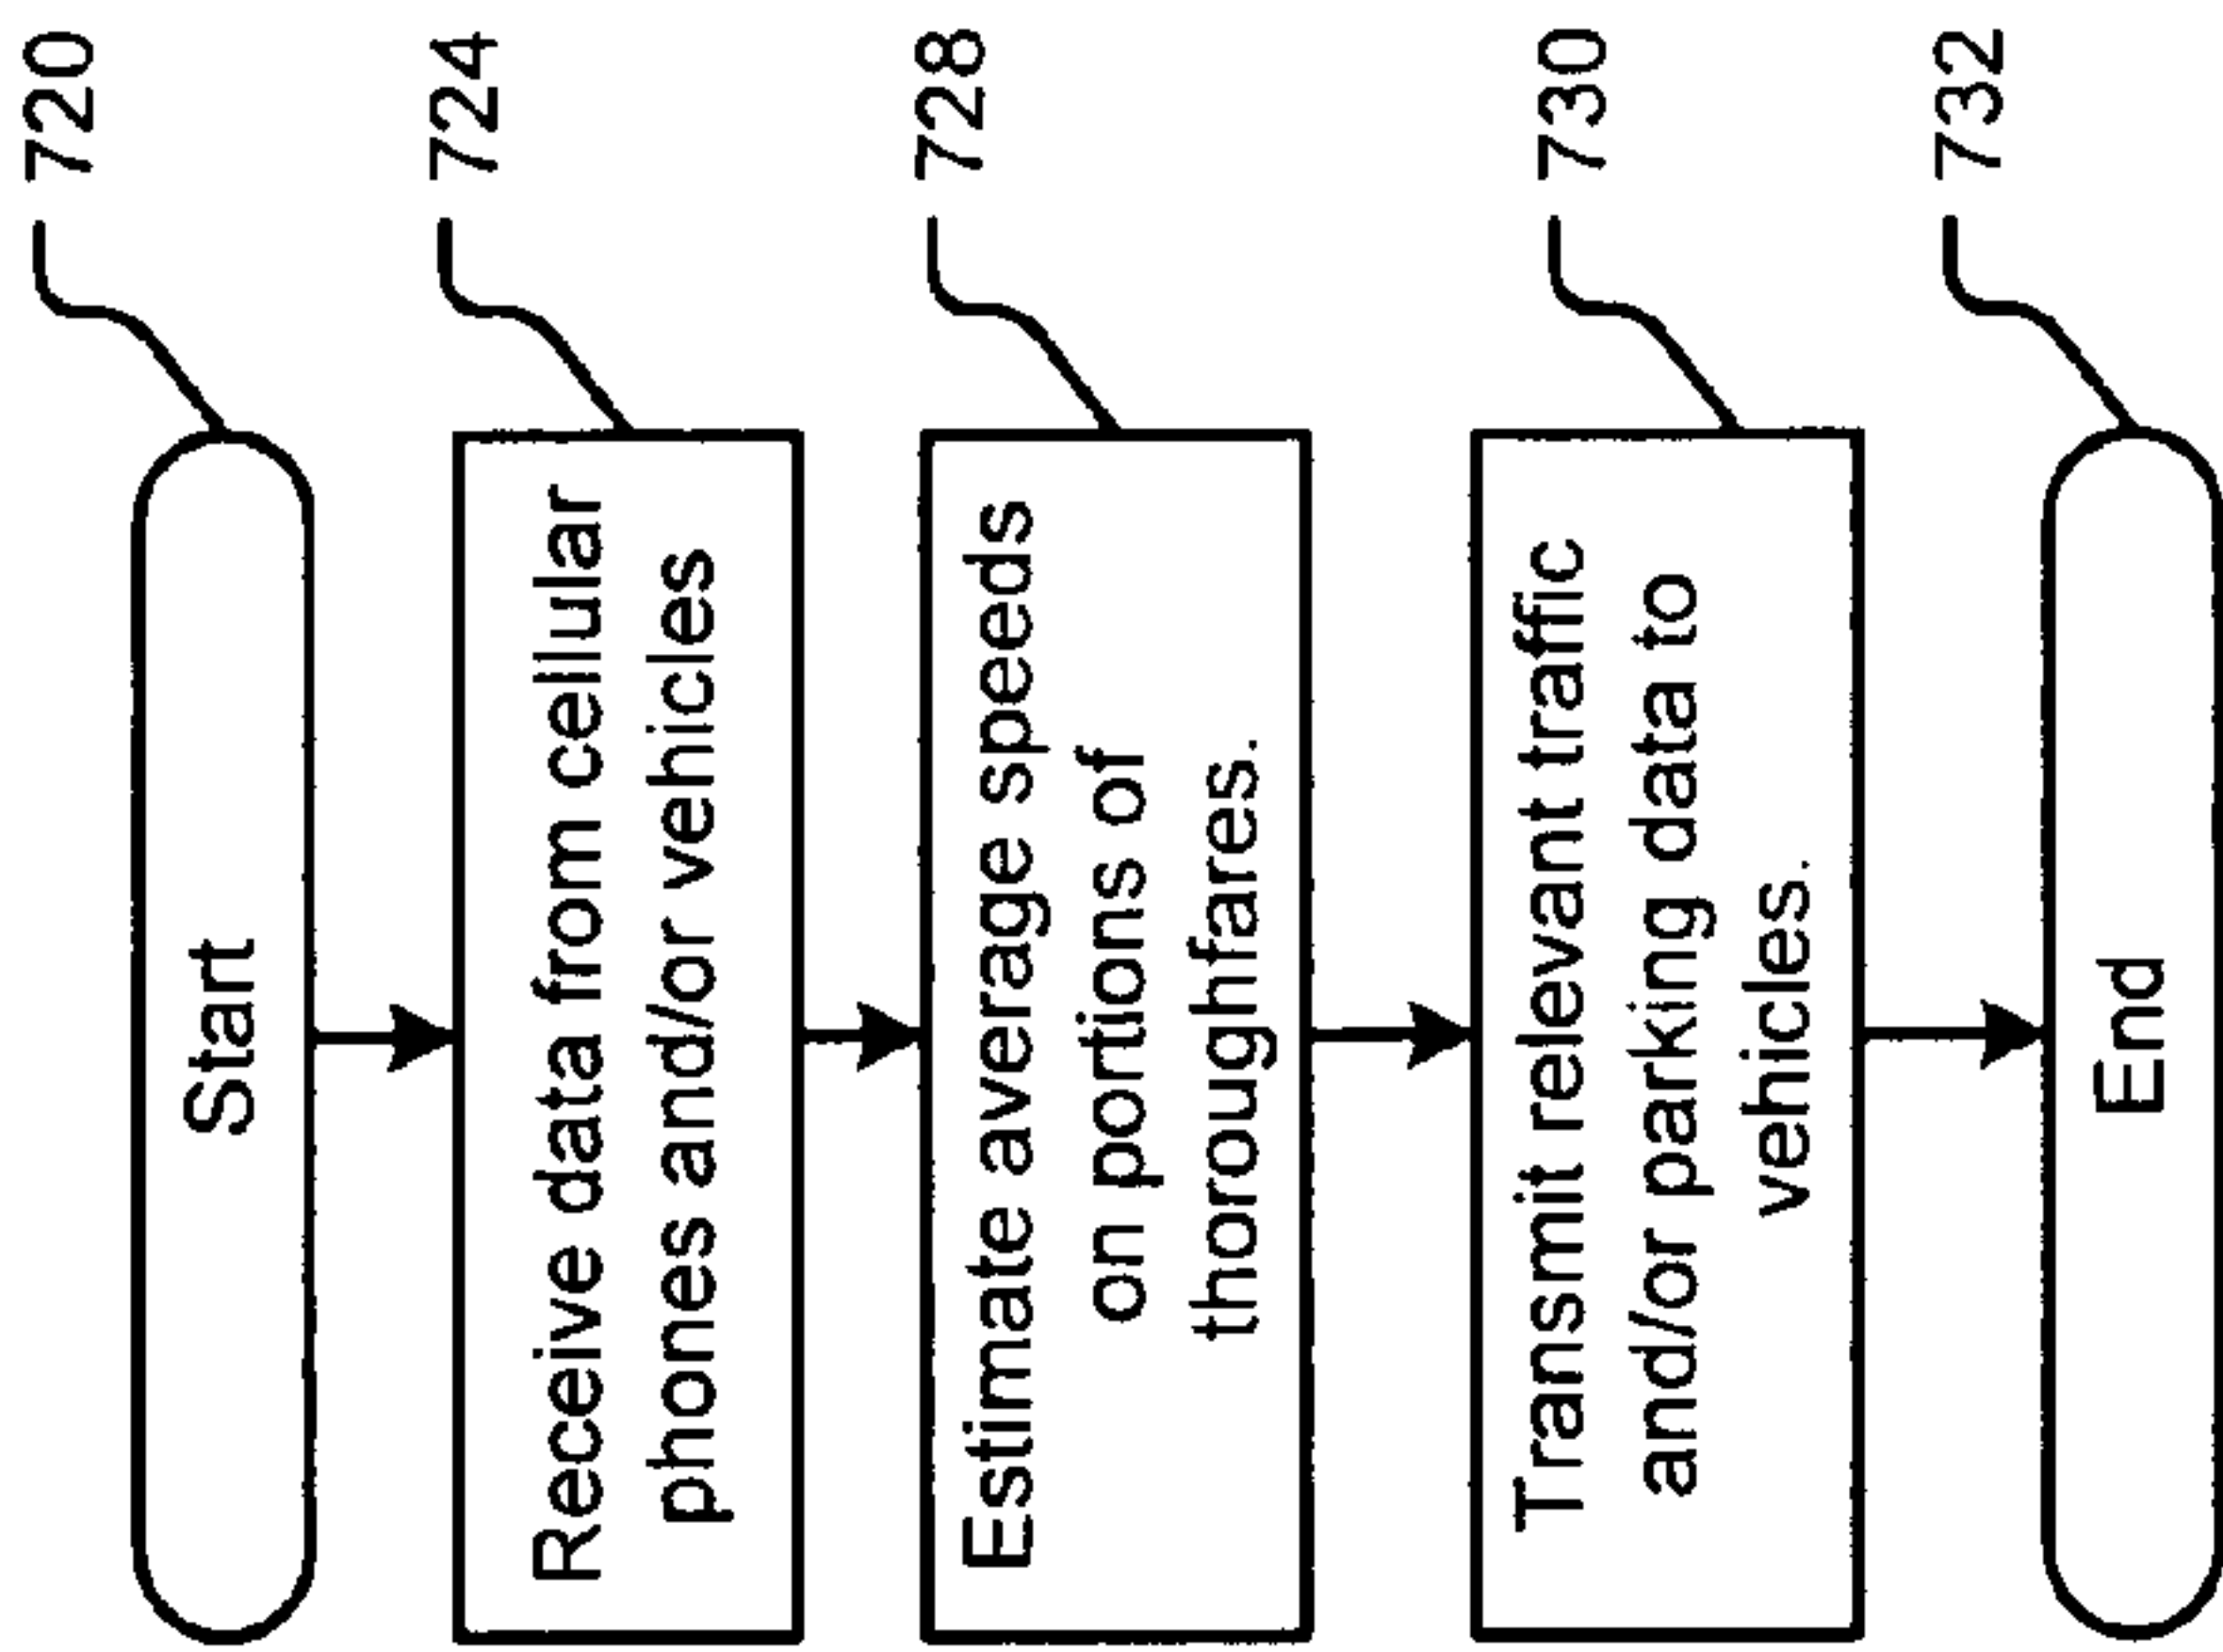 Start
720
Receive data from cellular
phones and/or vehicles
724
Estimate average speeds
on portions of
thoroughfares.
728
Transmit relevant traffic
and/or parking data to
vehicles.
730
End
732